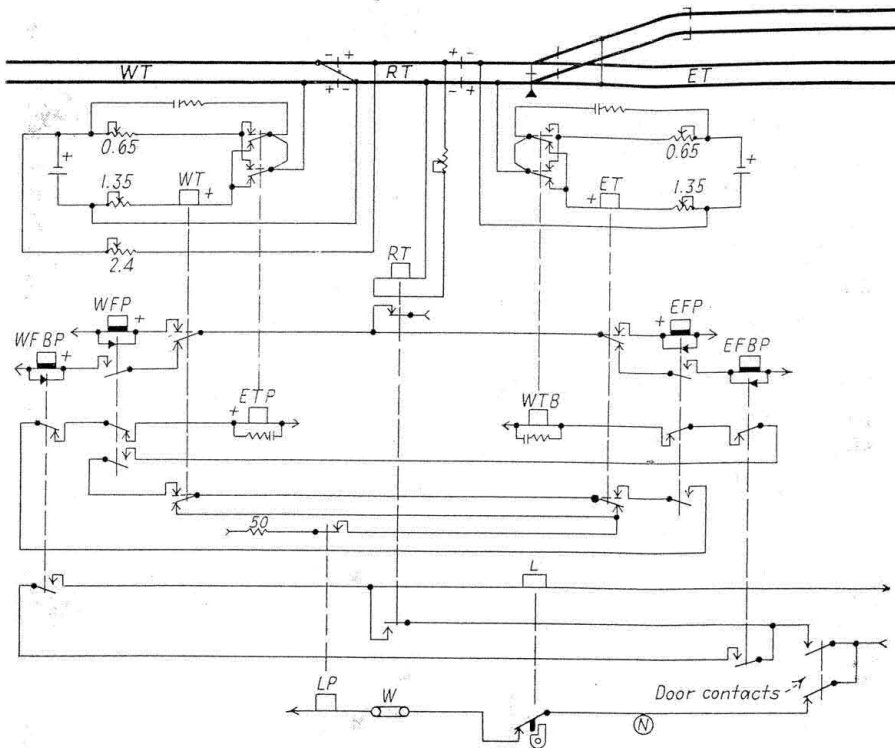 - + + -
WT RT ET
+ - - +
0.65 0.65
+ +
1.35 WT + + ET 1.35
2.4
RT
WFP + EFP +
WFBP + EFBP
ETP + WTB
50
L
LP W N Door contacts